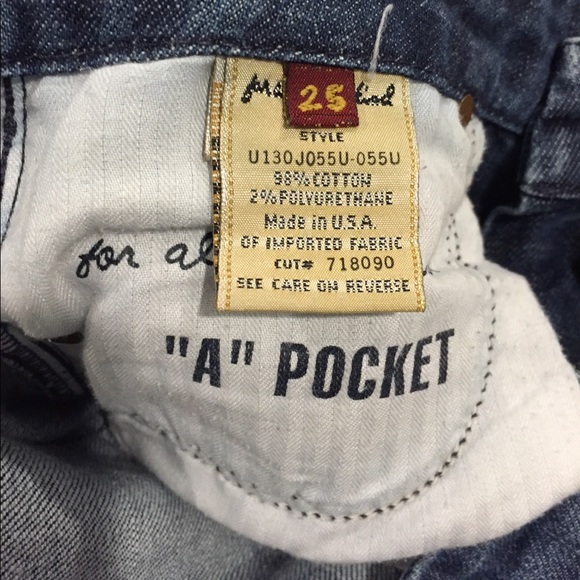 25
STYLE
U130J055U-055U
98% COTTON
2% POLYURETHANE
Made in U.S.A.
OF IMPORTED FABRIC
CUT# 718090
SEE CARE ON REVERSE
for al
"A" POCKET